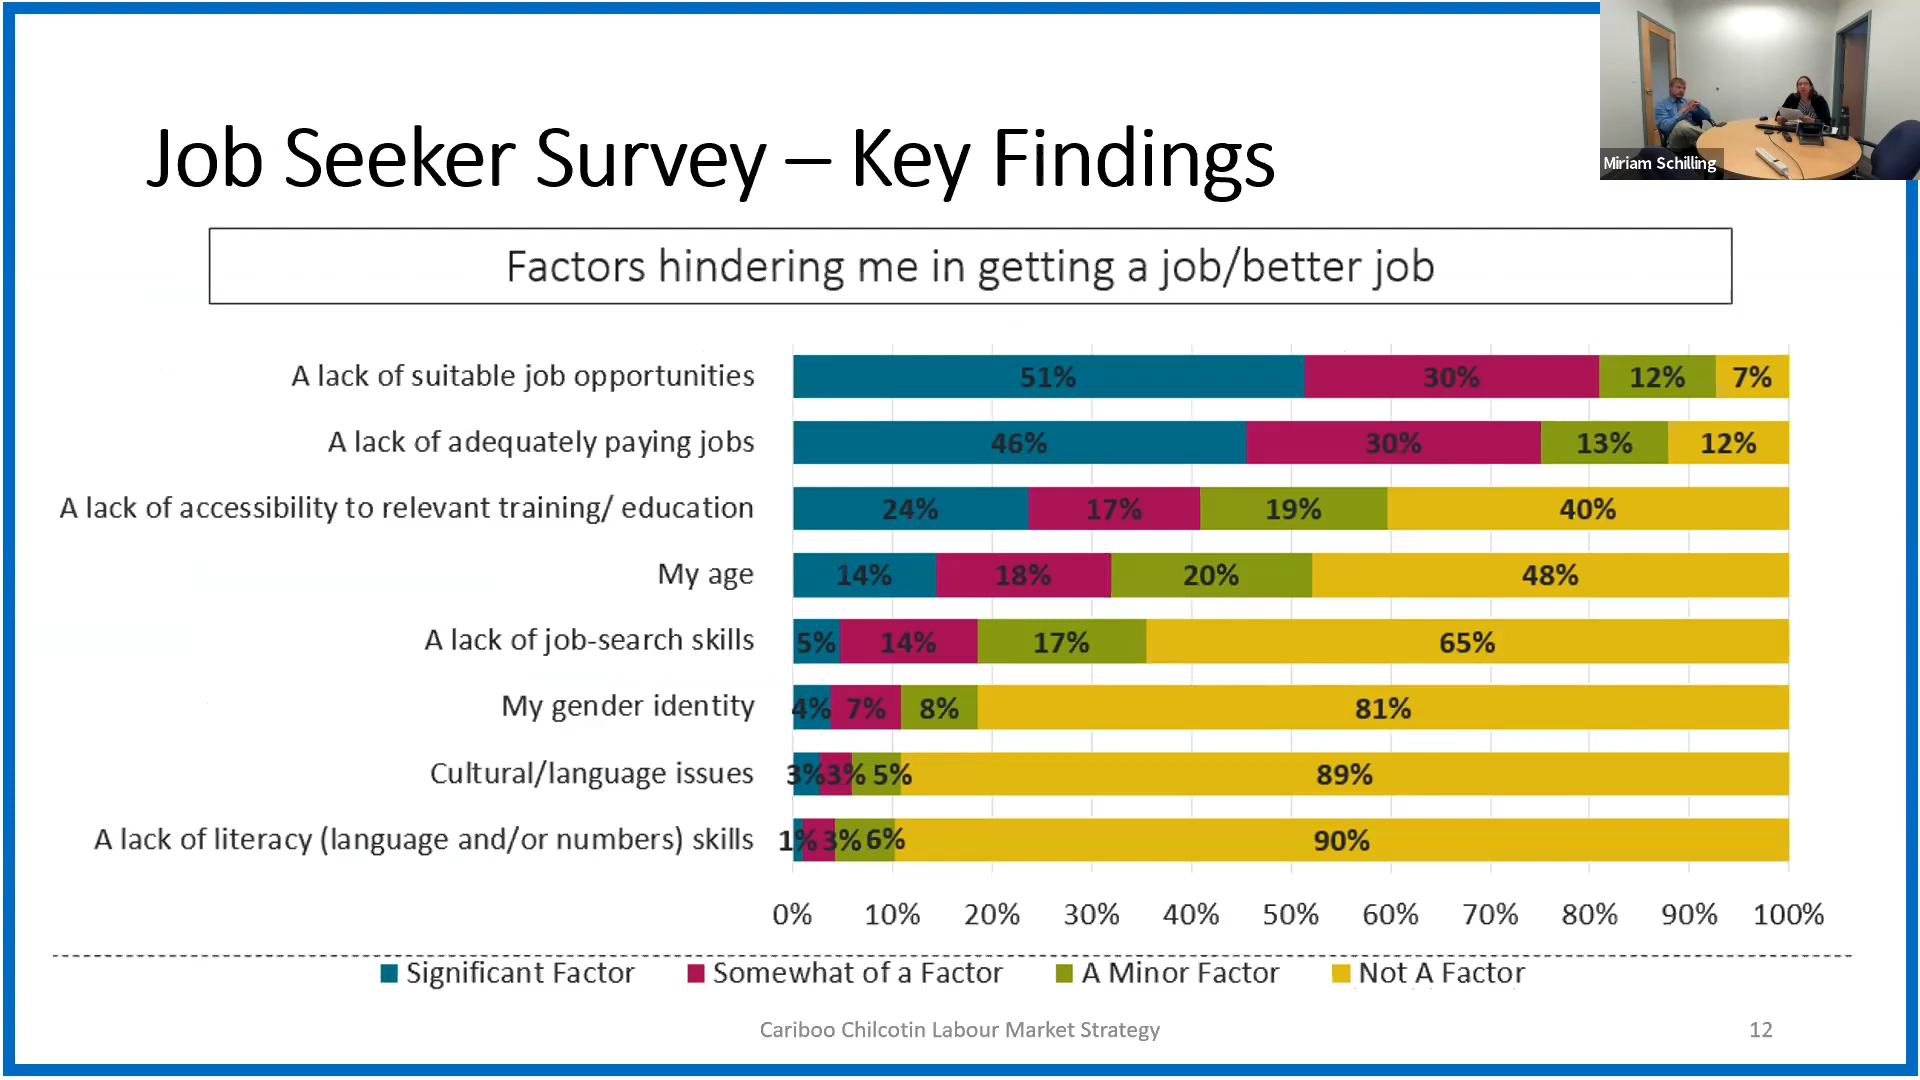 Miriam Schilling
Job Seeker Survey – Key Findings
Factors hindering me in getting a job/better job
A lack of suitable job opportunities 51% 30% 12% 7%
A lack of adequately paying jobs 46% 30% 13% 12%
A lack of accessibility to relevant training/ education 24% 17% 19% 40%
My age 14% 18% 20% 48%
A lack of job-search skills 5% 14% 17% 65%
My gender identity 4% 7% 8% 81%
Cultural/language issues 3% 3% 5% 89%
A lack of literacy (language and/or numbers) skills 1% 3% 6% 90%
0% 10% 20% 30% 40% 50% 60% 70% 80% 90% 100%
Significant Factor Somewhat of a Factor A Minor Factor Not A Factor
Cariboo Chilcotin Labour Market Strategy 12